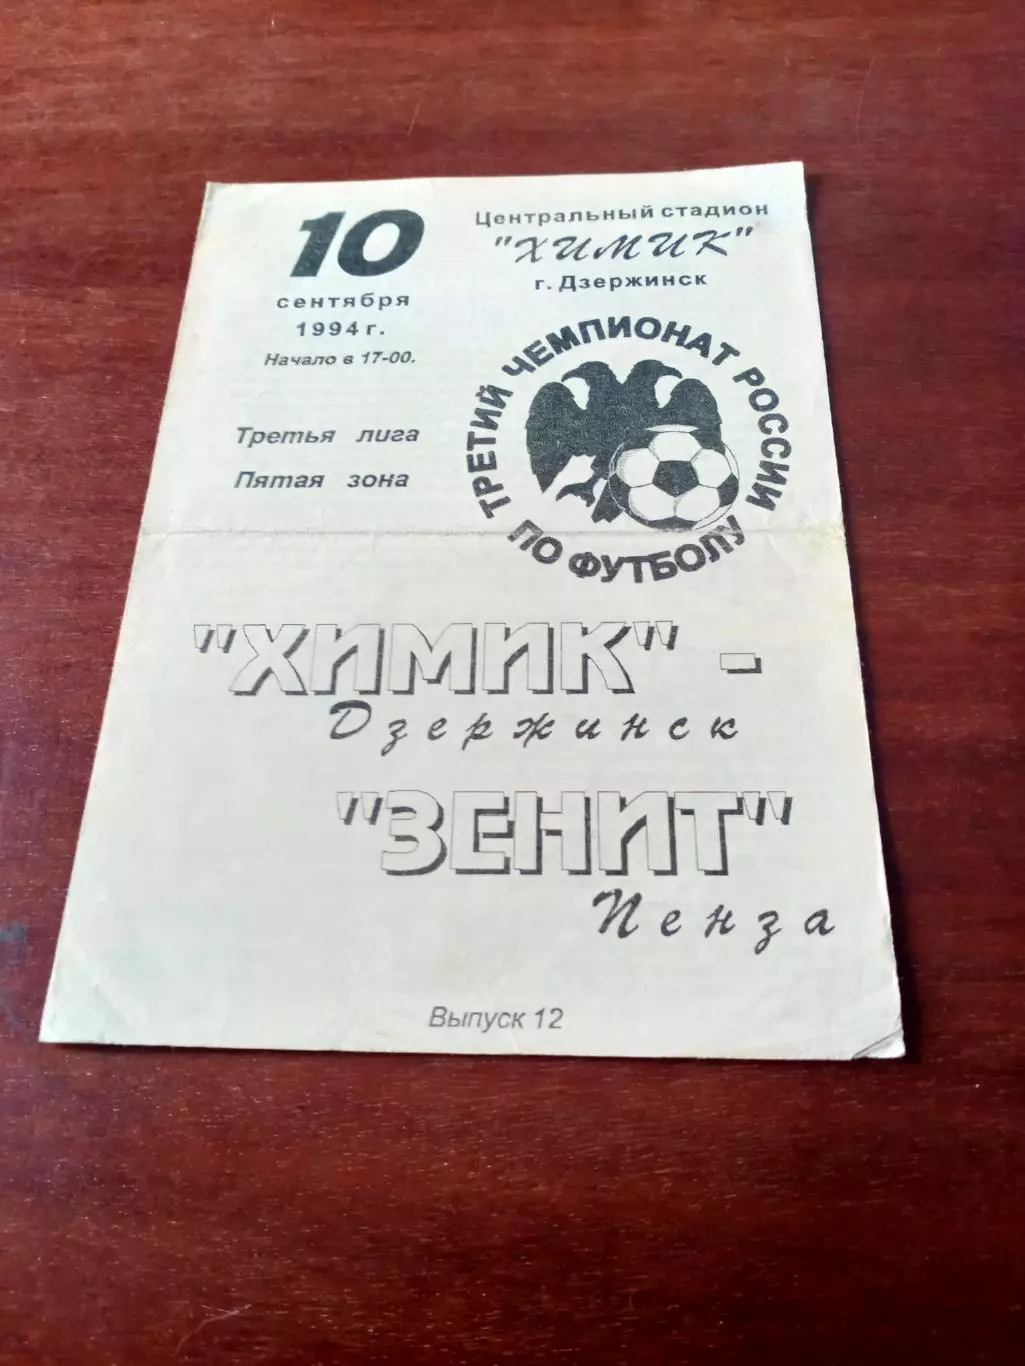 10
сентября
1994 г.
Начало в 17-00.
Центральный стадион
"ХИМИК"
г. Дзержинск
Третья лига
Пятая зона
ТРЕТИЙ ЧЕМПИОНАТ РОССИИ
ПО ФУТБОЛУ
"ХИМИК" -
Дзержинск
"ЗЕНИТ"
Пенза
Выпуск 12